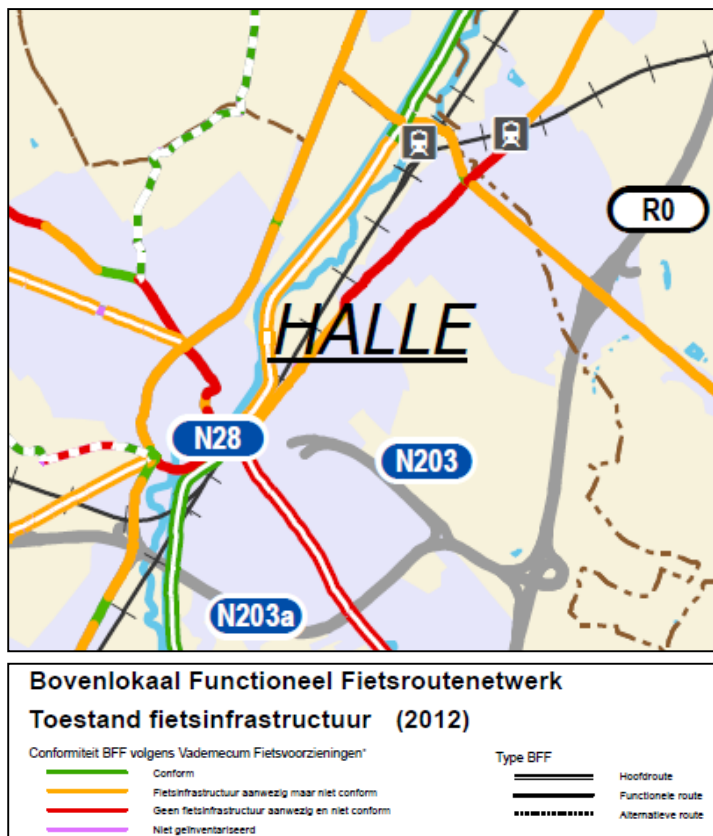 R0
HALLE
N28
N203
N203a
Bovenlokaal Functioneel Fietsroutenetwerk
Toestand fietsinfrastructuur (2012)
Conformiteit BFF volgens Vademecum Fietsvoorzieningen*
Conform
Fietsinfrastructuur aanwezig maar niet conform
Geen fietsinfrastructuur aanwezig en niet conform
Niet geïnventariseerd
Type BFF
Hoofdroute
Functionele route
Alternatieve route